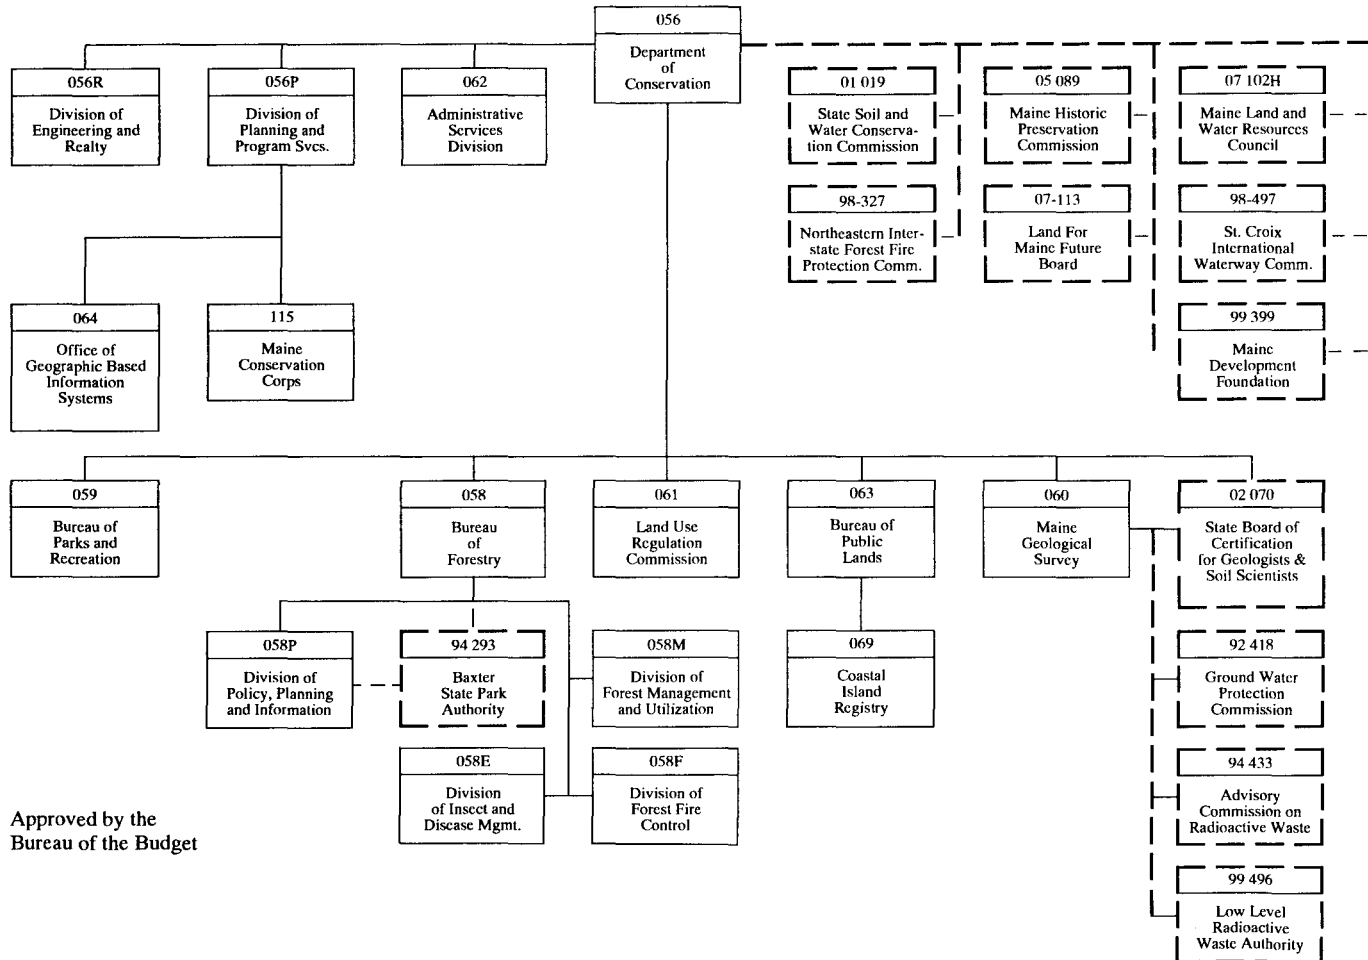 056
Department
of
Conservation
056R
Division of
Engineering and
Realty
056P
Division of
Planning and
Program Svcs.
062
Administrative
Services
Division
01 019
State Soil and
Water Conserva-
tion Commission
05 089
Maine Historic
Preservation
Commission
07 102H
Maine Land and
Water Resources
Council
98-327
Northeastern Inter-
state Forest Fire
Protection Comm.
07-113
Land For
Maine Future
Board
98-497
St. Croix
International
Waterway Comm.
99 399
Maine
Development
Foundation
064
Office of
Geographic Based
Information
Systems
115
Maine
Conservation
Corps
059
Bureau of
Parks and
Recreation
058
Bureau
of
Forestry
061
Land Use
Regulation
Commission
063
Bureau of
Public
Lands
060
Maine
Geological
Survey
02 070
State Board of
Certification
for Geologists &
Soil Scientists
058P
Division of
Policy, Planning
and Information
94 293
Baxter
State Park
Authority
058M
Division of
Forest Management
and Utilization
069
Coastal
Island
Registry
92 418
Ground Water
Protection
Commission
058E
Division
of Insect and
Disease Mgmt.
058F
Division of
Forest Fire
Control
94 433
Advisory
Commission on
Radioactive Waste
99 496
Low Level
Radioactive
Waste Authority
Approved by the
Bureau of the Budget